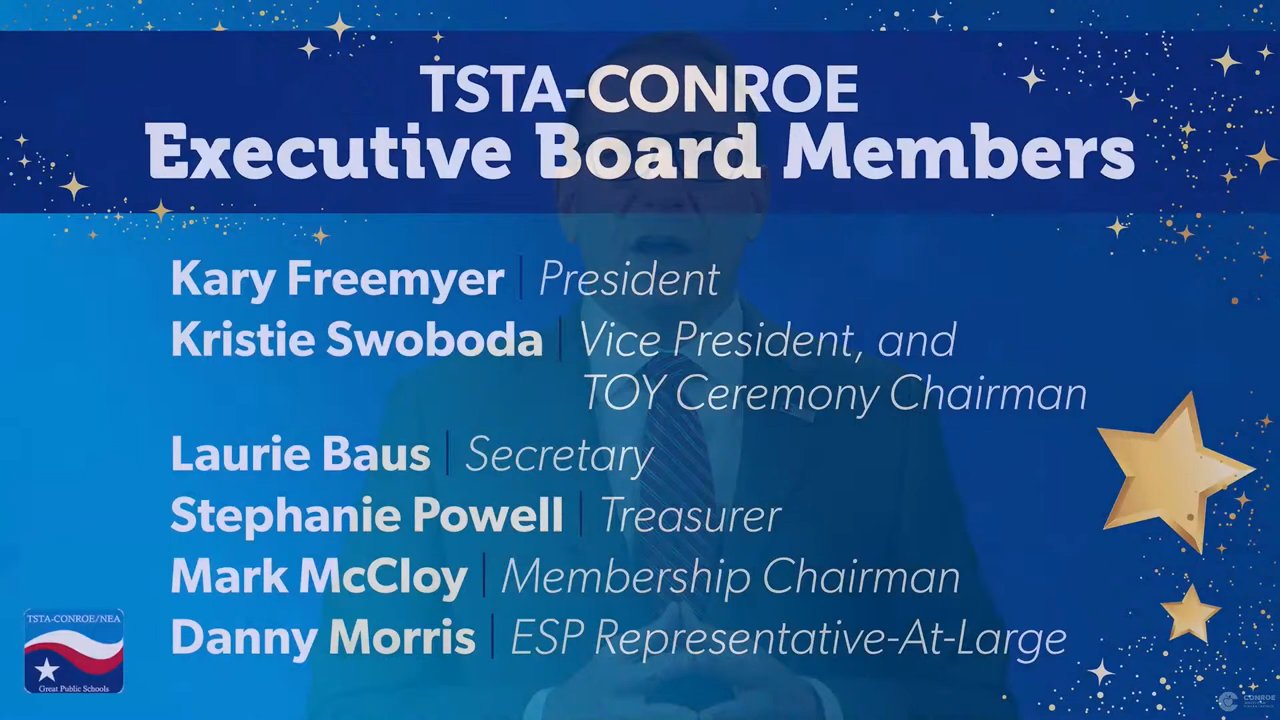 TSTA-CONROE
Executive Board Members
Kary Freemyer | President
Kristie Swoboda | Vice President, and
TOY Ceremony Chairman
Laurie Baus | Secretary
Stephanie Powell | Treasurer
Mark McCloy | Membership Chairman
Danny Morris | ESP Representative-At-Large
TSTA-CONROE/NEA
Great Public Schools
CONROE